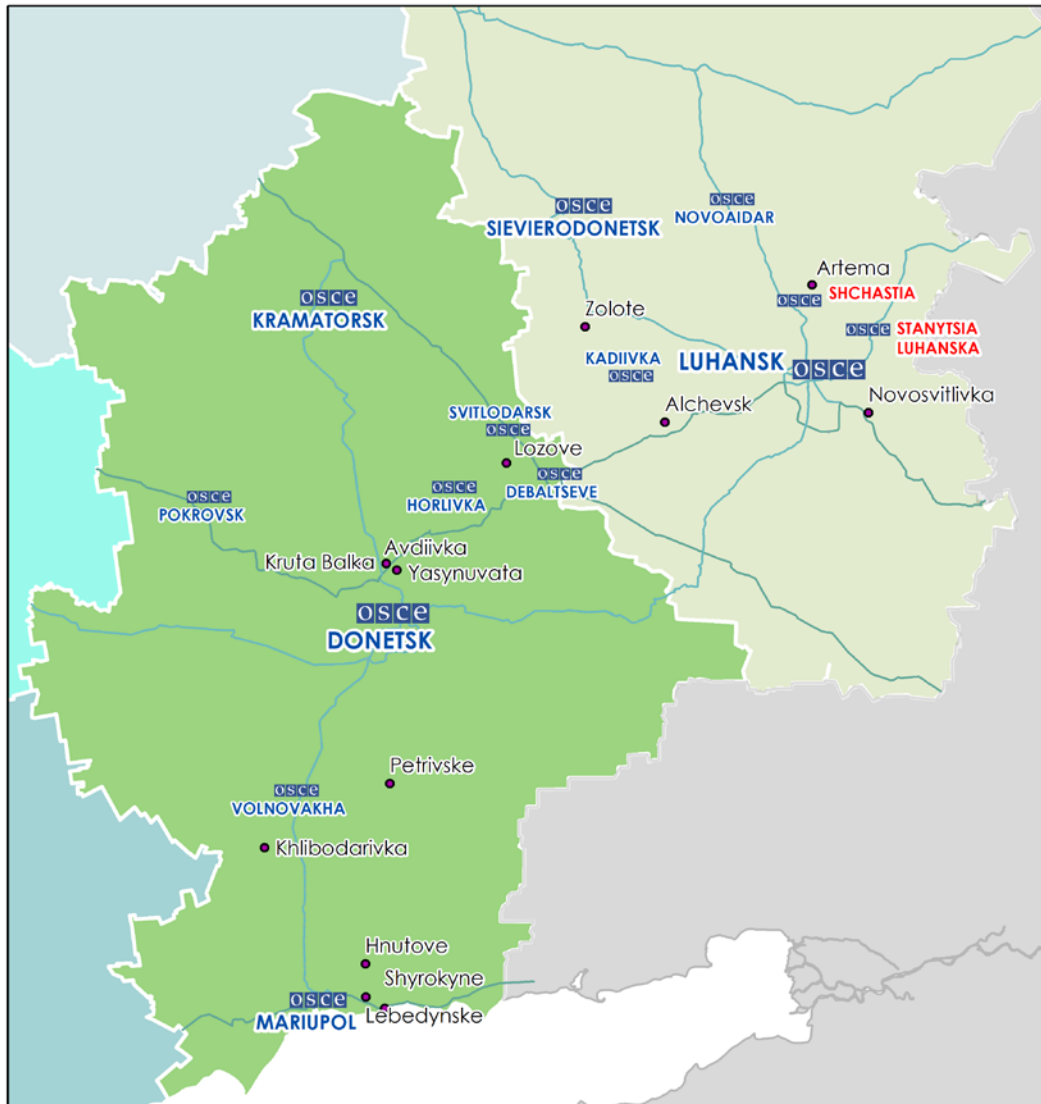 osce
NOVOAIDAR
osce
SIEVIERODONETSK
Artema
osce
SHCHASTIA
osce
KRAMATORSK
Zolote
osce
STANYTSIA
LUHANSKA
KADIIVKA
osce
LUHANSK
osce
Novosvitlivka
Alchevsk
SVITLODARSK
osce
Lozove
osce
DEBALTSEVE
osce
HORLIVKA
osce
POKROVSK
Avdiivka
Kruta Balka
Yasynuvata
osce
DONETSK
Petrivske
osce
VOLNOVAKHA
Khlibodarivka
Hnutove
Shyrokyne
osce
MARIUPOL
Lebedynske